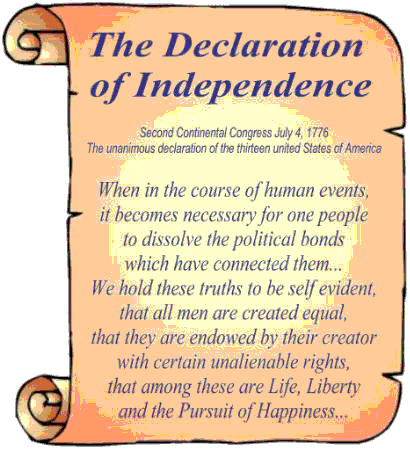 The Declaration
of Independence
Second Continental Congress July 4, 1776
The unanimous declaration of the thirteen united States of America
When in the course of human events,
it becomes necessary for one people
to dissolve the political bonds
which have connected them...
We hold these truths to be self evident,
that all men are created equal,
that they are endowed by their creator
with certain unalienable rights,
that among these are Life, Liberty
and the Pursuit of Happiness...